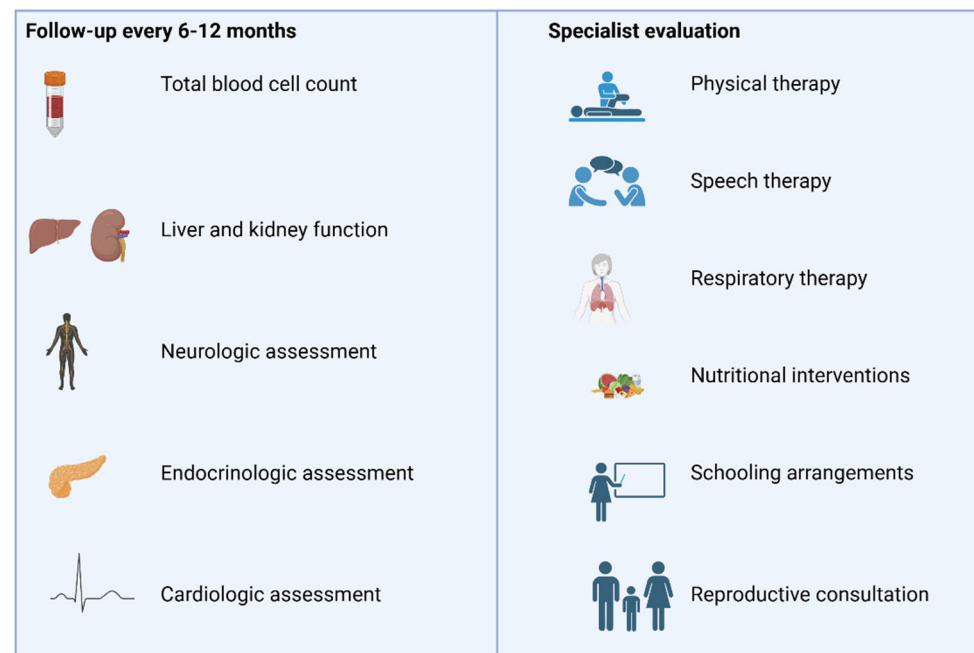 Follow-up every 6-12 months
Total blood cell count
Liver and kidney function
Neurologic assessment
Endocrinologic assessment
Cardiologic assessment
Specialist evaluation
Physical therapy
Speech therapy
Respiratory therapy
Nutritional interventions
Schooling arrangements
Reproductive consultation